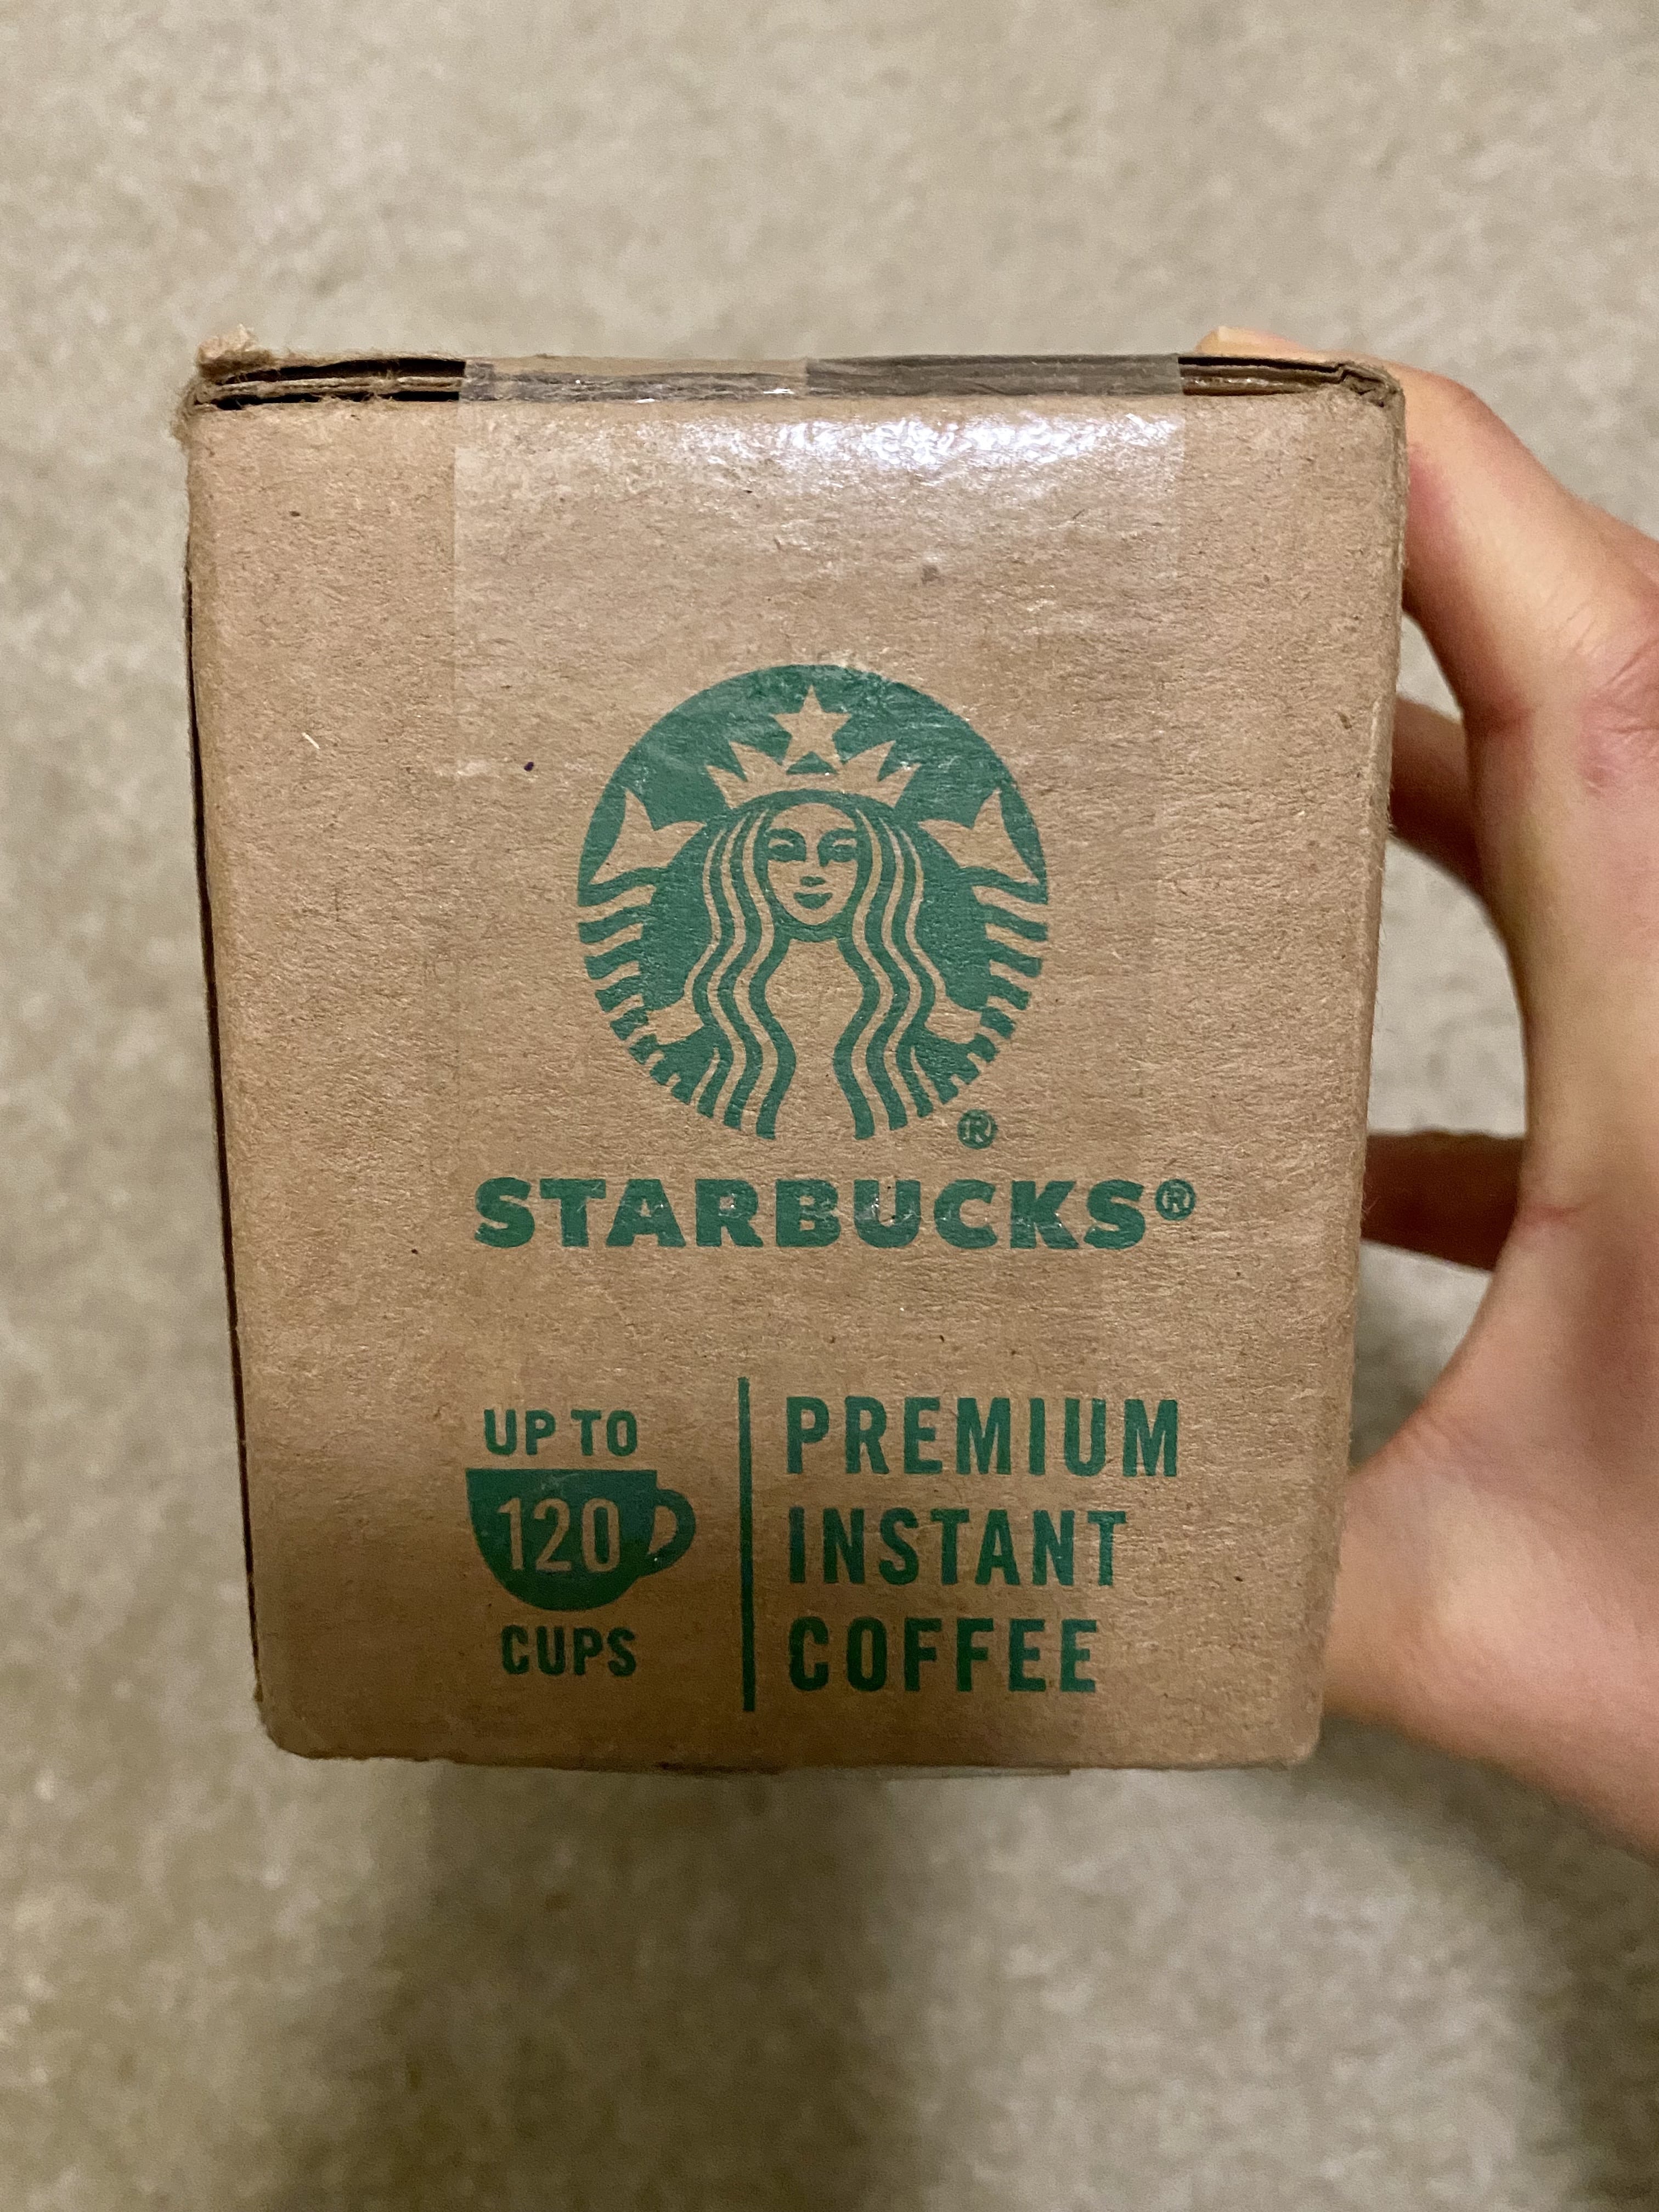 ®
STARBUCKS®
UP TO
120
CUPS
PREMIUM
INSTANT
COFFEE